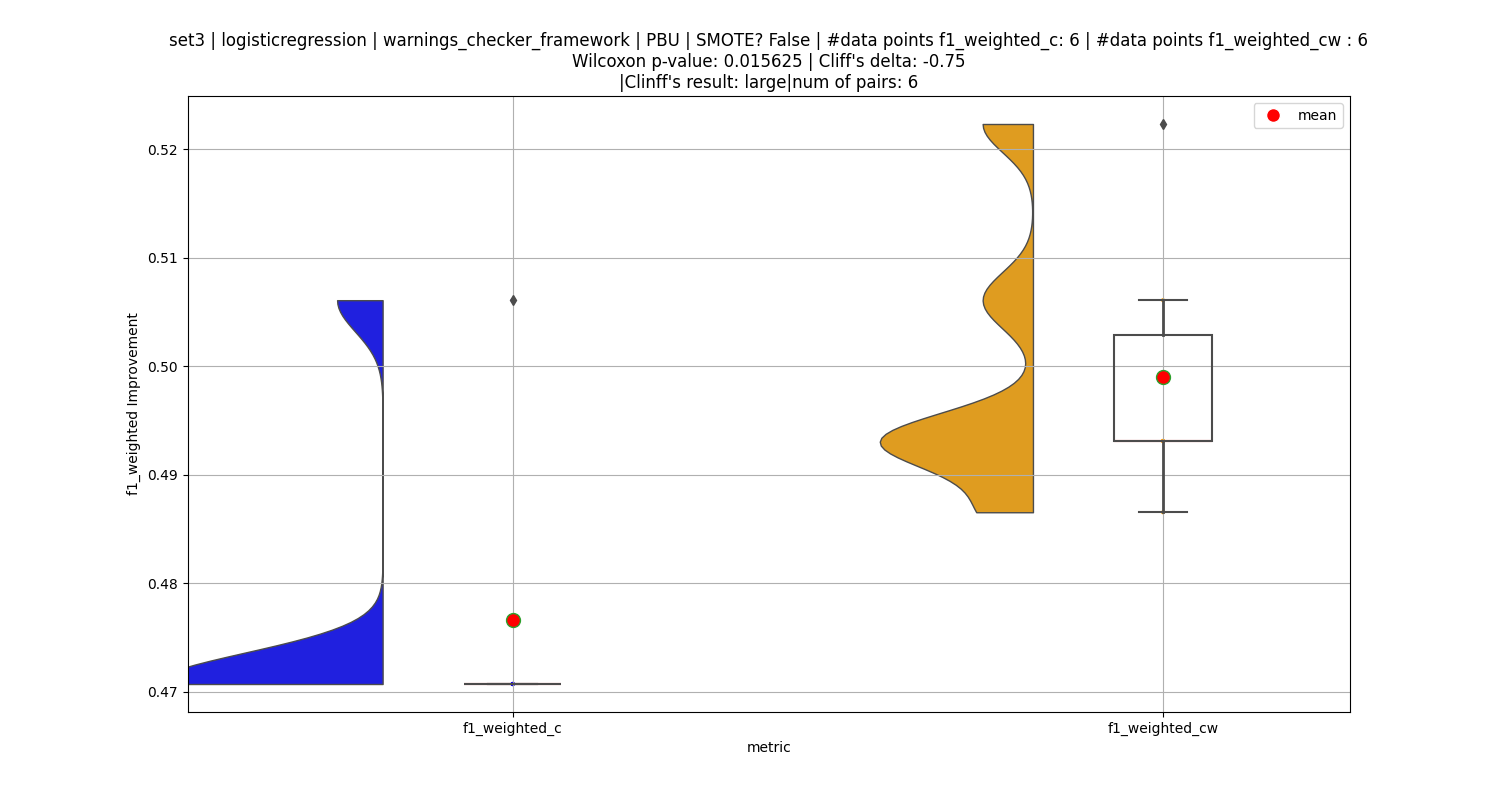 set3 | logisticregression | warnings_checker_framework | PBU | SMOTE? False | #data points f1_weighted_c: 6 | #data points f1_weighted_cw : 6
Wilcoxon p-value: 0.015625 | Cliff's delta: -0.75
|Clinff's result: large|num of pairs: 6
mean
0.52
0.51
0.50
0.49
0.48
0.47
f1_weighted Improvement
f1_weighted_c
f1_weighted_cw
metric